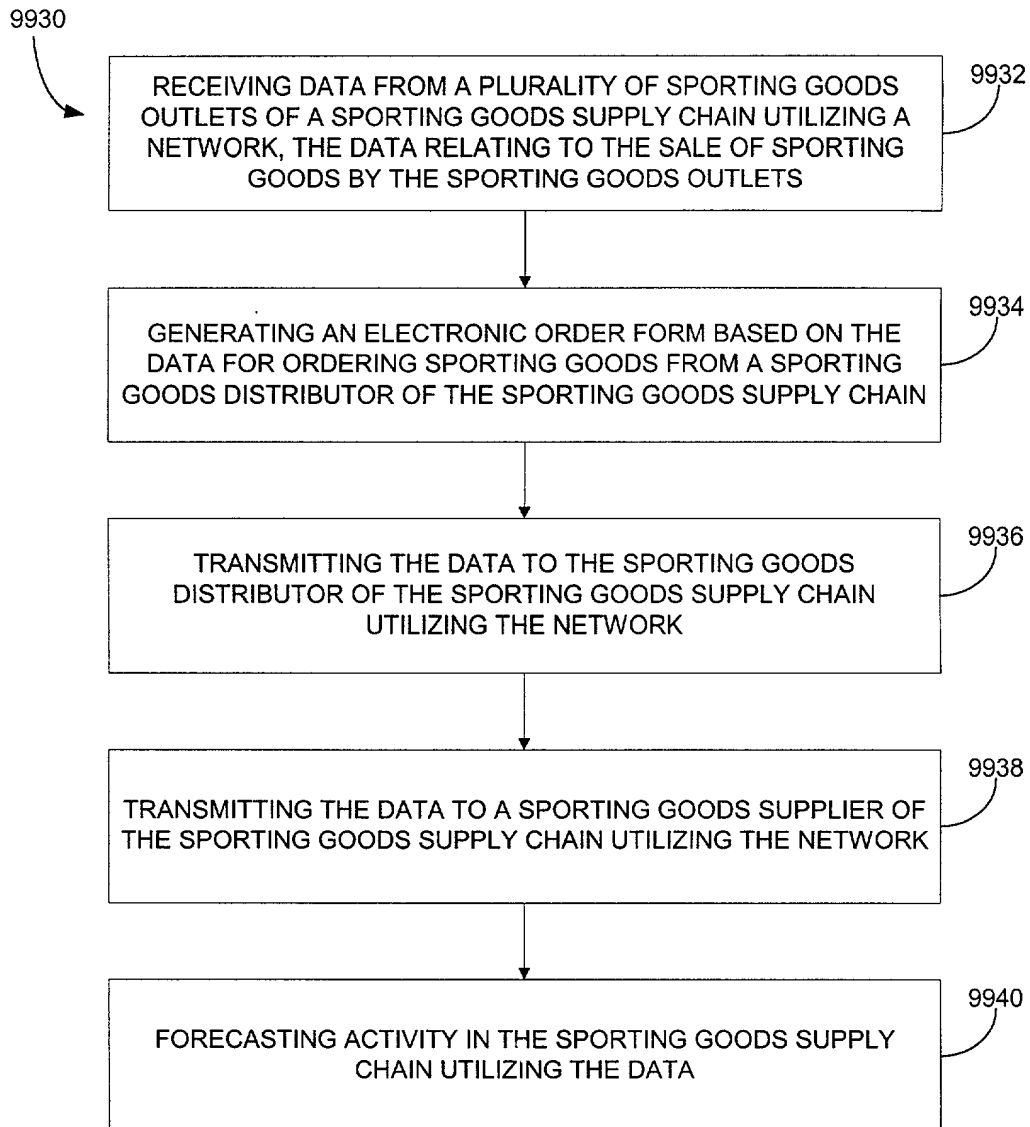 9930
9932
RECEIVING DATA FROM A PLURALITY OF SPORTING GOODS
OUTLETS OF A SPORTING GOODS SUPPLY CHAIN UTILIZING A
NETWORK, THE DATA RELATING TO THE SALE OF SPORTING
GOODS BY THE SPORTING GOODS OUTLETS
9934
GENERATING AN ELECTRONIC ORDER FORM BASED ON THE
DATA FOR ORDERING SPORTING GOODS FROM A SPORTING
GOODS DISTRIBUTOR OF THE SPORTING GOODS SUPPLY CHAIN
9936
TRANSMITTING THE DATA TO THE SPORTING GOODS
DISTRIBUTOR OF THE SPORTING GOODS SUPPLY CHAIN
UTILIZING THE NETWORK
9938
TRANSMITTING THE DATA TO A SPORTING GOODS SUPPLIER OF
THE SPORTING GOODS SUPPLY CHAIN UTILIZING THE NETWORK
9940
FORECASTING ACTIVITY IN THE SPORTING GOODS SUPPLY
CHAIN UTILIZING THE DATA